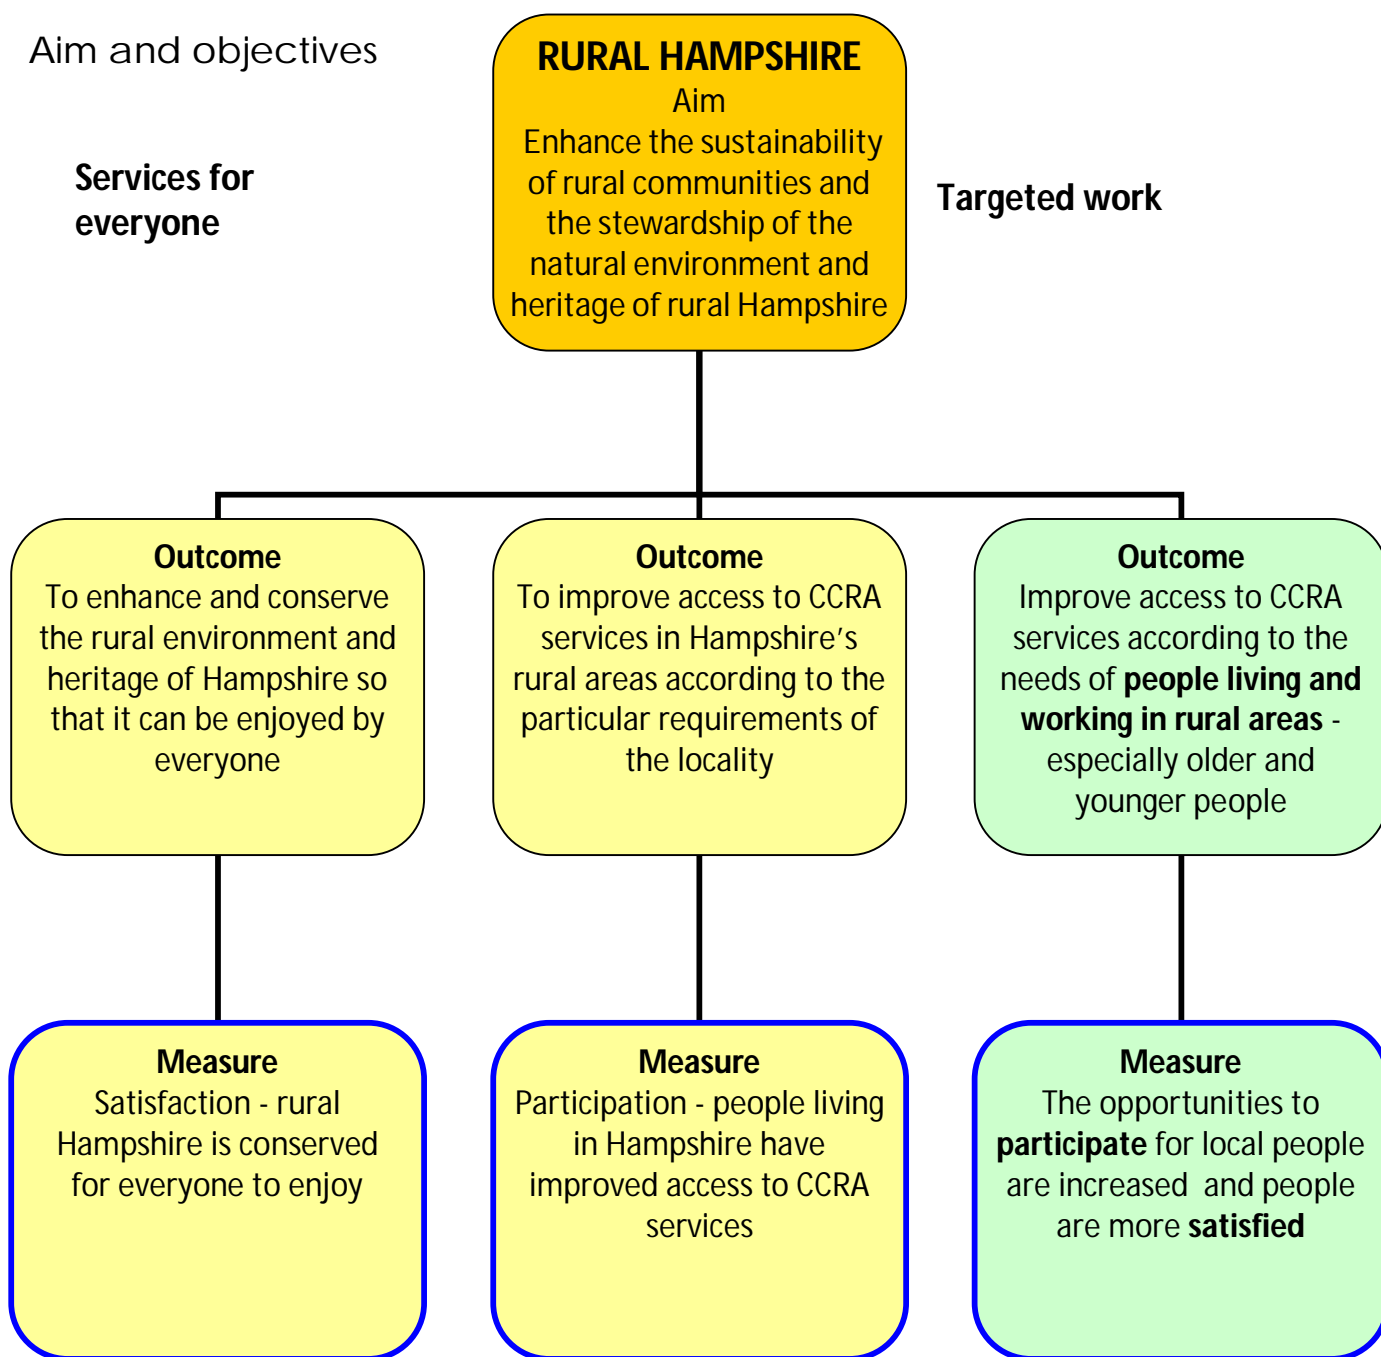 Aim and objectives
Services for
everyone
RURAL HAMPSHIRE
Aim
Enhance the sustainability
of rural communities and
the stewardship of the
natural environment and
heritage of rural Hampshire
Targeted work
Outcome
To enhance and conserve
the rural environment and
heritage of Hampshire so
that it can be enjoyed by
everyone
Outcome
To improve access to CCRA
services in Hampshire's
rural areas according to the
particular requirements of
the locality
Outcome
Improve access to CCRA
services according to the
needs of people living and
working in rural areas -
especially older and
younger people
Measure
Satisfaction - rural
Hampshire is conserved
for everyone to enjoy
Measure
Participation - people living
in Hampshire have
improved access to CCRA
services
Measure
The opportunities to
participate for local people
are increased  and people
are more satisfied